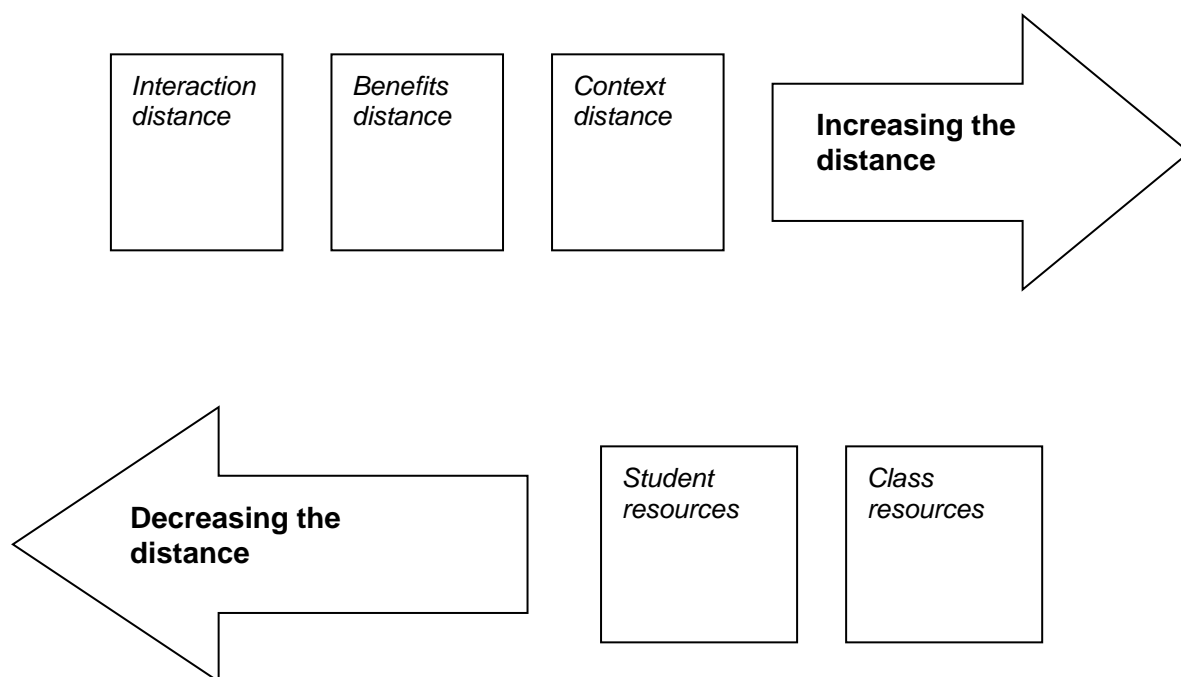 Interaction
distance
Benefits
distance
Context
distance
Increasing the
distance
Decreasing the
distance
Student
resources
Class
resources